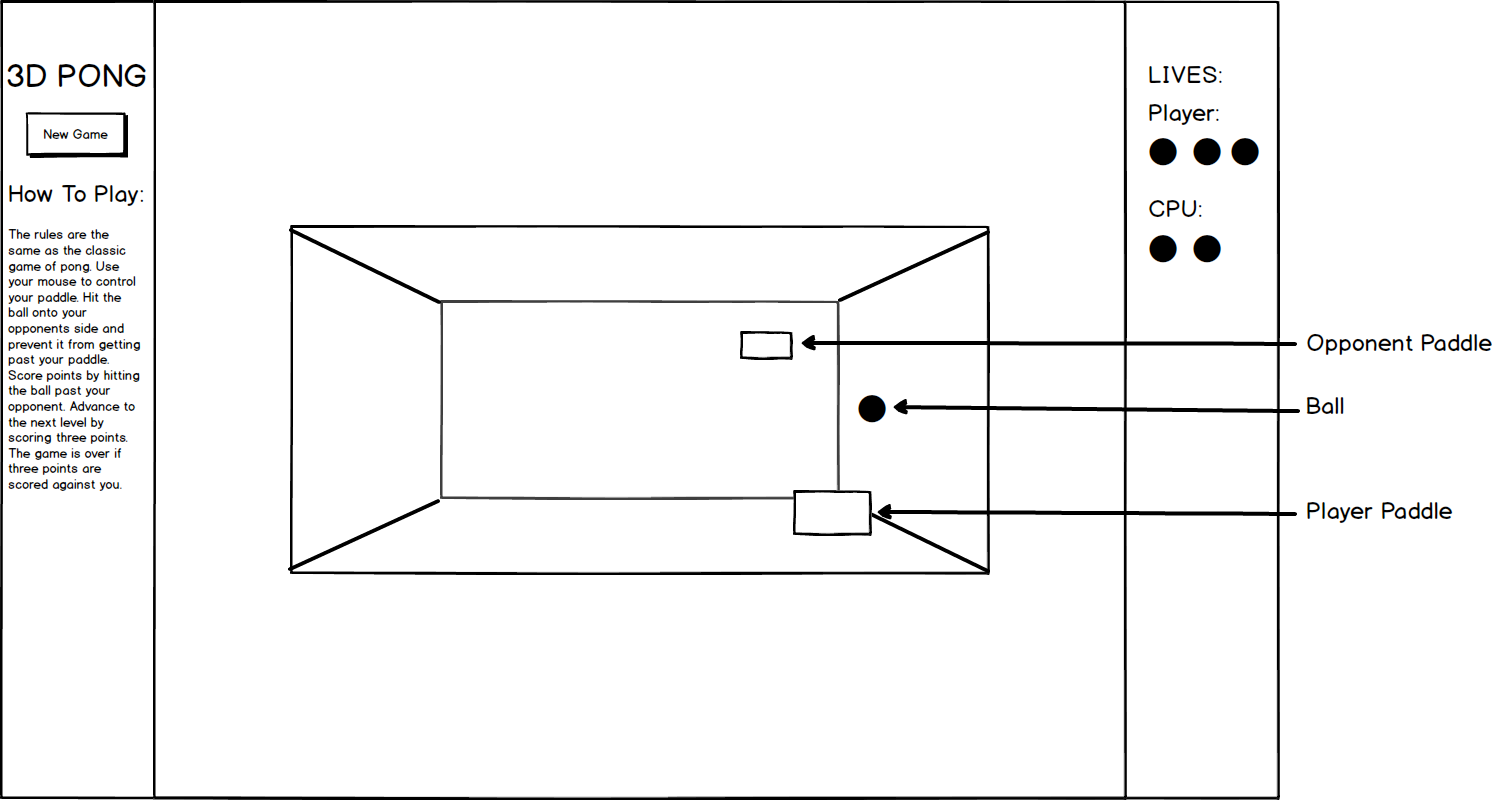 3D PONG
New Game
How To Play:
The rules are the
same as the classic
game of pong. Use
your mouse to control
your paddle. Hit the
ball onto your
opponents side and
prevent it from getting
past your paddle.
Score points by hitting
the ball past your
opponent. Advance to
the next level by
scoring three points.
The game is over if
three points are
scored against you.
LIVES:
Player:
CPU:
Opponent Paddle
Ball
Player Paddle